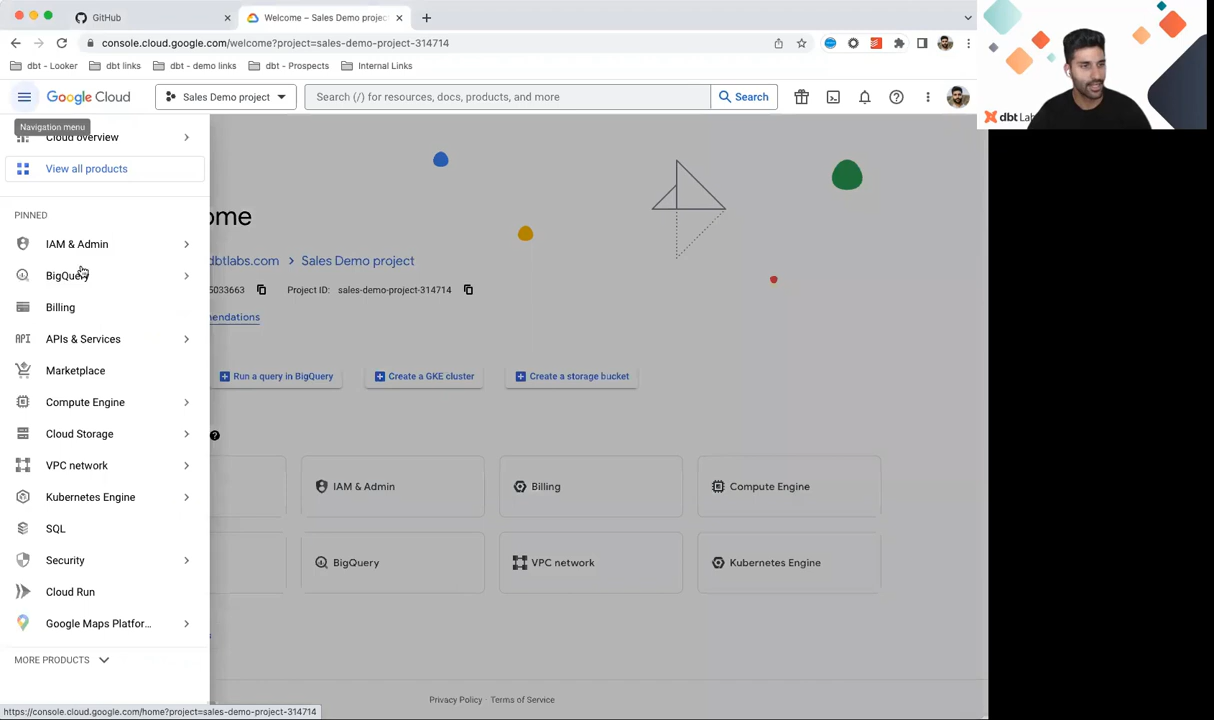 GitHub
Welcome – Sales Demo project
console.cloud.google.com/welcome?project=sales-demo-project-314714
dbt - Looker
dbt links
dbt - demo links
dbt - Prospects
Internal Links
Google Cloud
Sales Demo project
Search (/) for resources, docs, products, and more
Search
Navigation menu
Cloud overview
View all products
PINNED
IAM & Admin
BigQuery
Billing
APIs & Services
Marketplace
Compute Engine
Cloud Storage
VPC network
Kubernetes Engine
SQL
Security
Cloud Run
Google Maps Platfor...
MORE PRODUCTS
ome
dbtlabs.com
Sales Demo project
5033663
Project ID: sales-demo-project-314714
endations
Run a query in BigQuery
Create a GKE cluster
Create a storage bucket
IAM & Admin
Billing
Compute Engine
BigQuery
VPC network
Kubernetes Engine
s
Privacy Policy · Terms of Service
https://console.cloud.google.com/home?project=sales-demo-project-314714
dbt Labs